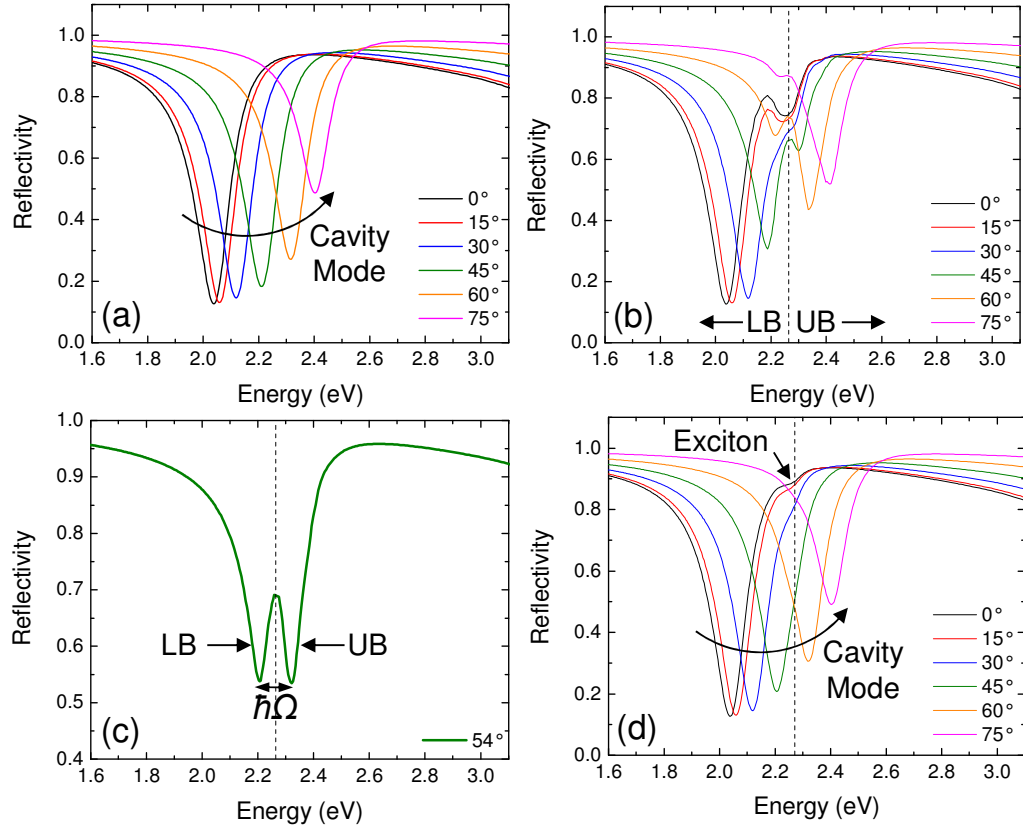 1.0
0.8
0.6
0.4
0.2
0.0
Reflectivity
0°
15°
30°
45°
60°
75°
Cavity
Mode
(a)
1.6 1.8 2.0 2.2 2.4 2.6 2.8 3.0
Energy (eV)
1.0
0.8
0.6
0.4
0.2
0.0
Reflectivity
0°
15°
30°
45°
60°
75°
(b)
LB UB
1.6 1.8 2.0 2.2 2.4 2.6 2.8 3.0
Energy (eV)
1.0
0.9
0.8
0.7
0.6
0.5
0.4
Reflectivity
LB
UB
ℏΩ
(c)
54°
1.6 1.8 2.0 2.2 2.4 2.6 2.8 3.0
Energy (eV)
1.0
0.8
0.6
0.4
0.2
0.0
Reflectivity
Exciton
0°
15°
30°
45°
60°
75°
Cavity
Mode
(d)
1.6 1.8 2.0 2.2 2.4 2.6 2.8 3.0
Energy (eV)